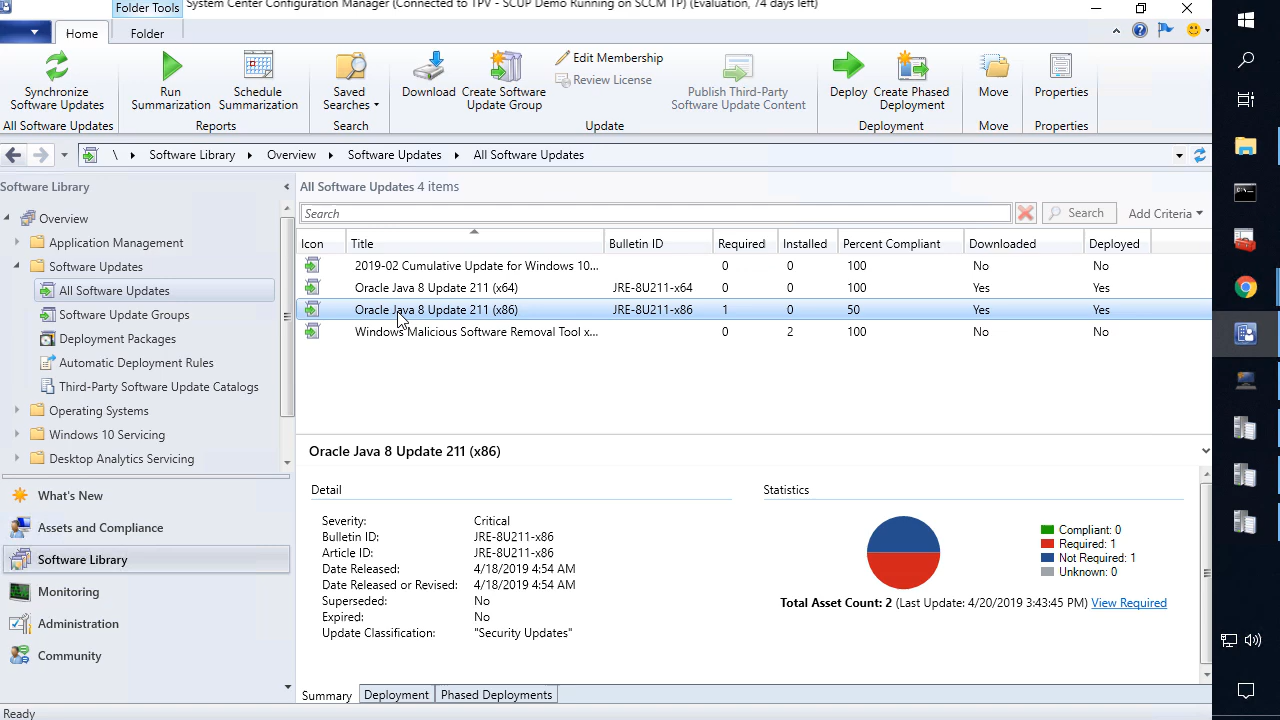 Folder Tools
System Center Configuration Manager (Connected to TPV - SCUP Demo Running on SCCM TP) (Evaluation, 74 days left)
Home
Folder
Synchronize Software Updates
Run Summarization
Schedule Summarization
Saved Searches
Download
Create Software Update Group
Edit Membership
Review License
Publish Third-Party Software Update Content
Deploy
Create Phased Deployment
Move
Properties
All Software Updates
Reports
Search
Update
Deployment
Move
Properties
\ Software Library Overview Software Updates All Software Updates
Software Library
Overview
Application Management
Software Updates
All Software Updates
Software Update Groups
Deployment Packages
Automatic Deployment Rules
Third-Party Software Update Catalogs
Operating Systems
Windows 10 Servicing
Desktop Analytics Servicing
What's New
Assets and Compliance
Software Library
Monitoring
Administration
Community
Ready
All Software Updates 4 items
Search
Search
Add Criteria
Icon Title Bulletin ID Required Installed Percent Compliant Downloaded Deployed
2019-02 Cumulative Update for Windows 10... 0 0 100 No No
Oracle Java 8 Update 211 (x64) JRE-8U211-x64 0 0 100 Yes Yes
Oracle Java 8 Update 211 (x86) JRE-8U211-x86 1 0 50 Yes Yes
Windows Malicious Software Removal Tool x... 0 2 100 No No
Oracle Java 8 Update 211 (x86)
Detail
Severity: Critical
Bulletin ID: JRE-8U211-x86
Article ID: JRE-8U211-x86
Date Released: 4/18/2019 4:54 AM
Date Released or Revised: 4/18/2019 4:54 AM
Superseded: No
Expired: No
Update Classification: "Security Updates"
Statistics
Compliant: 0
Required: 1
Not Required: 1
Unknown: 0
Total Asset Count: 2 (Last Update: 4/20/2019 3:43:45 PM) View Required
Summary Deployment Phased Deployments